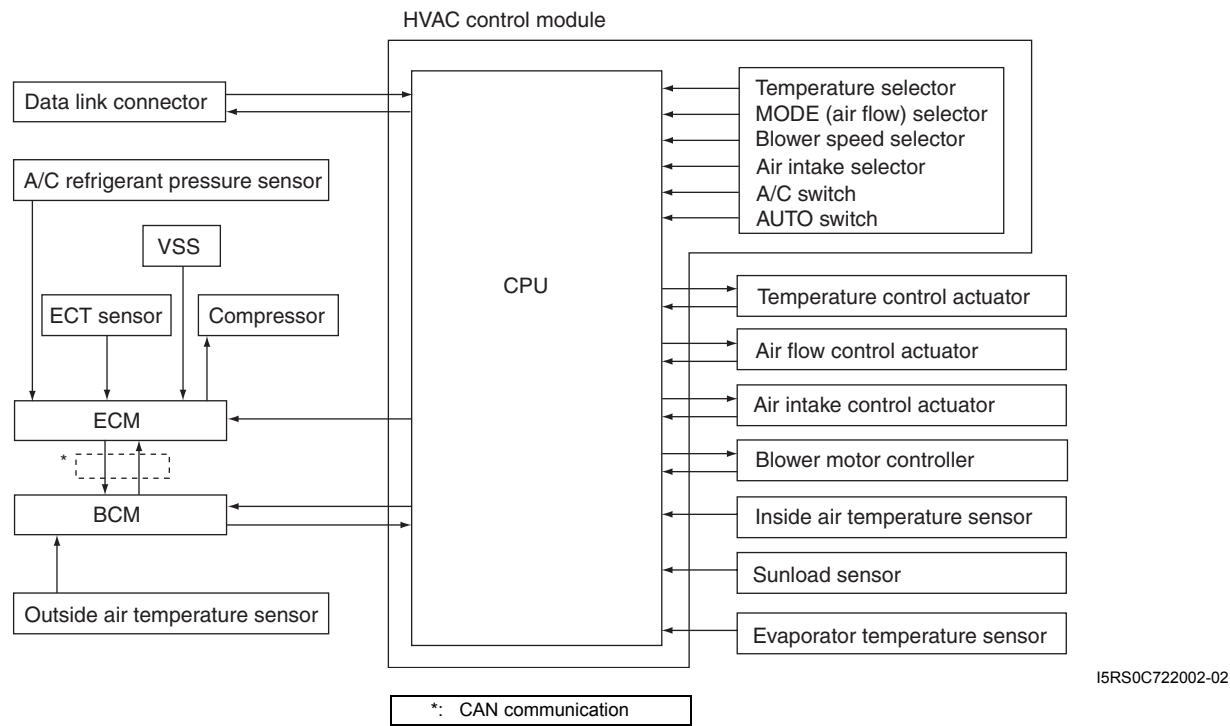 HVAC control module
Data link connector
A/C refrigerant pressure sensor
VSS
ECT sensor
Compressor
ECM
*
BCM
Outside air temperature sensor
CPU
Temperature selector
MODE (air flow) selector
Blower speed selector
Air intake selector
A/C switch
AUTO switch
Temperature control actuator
Air flow control actuator
Air intake control actuator
Blower motor controller
Inside air temperature sensor
Sunload sensor
Evaporator temperature sensor
I5RS0C722002-02
*: CAN communication